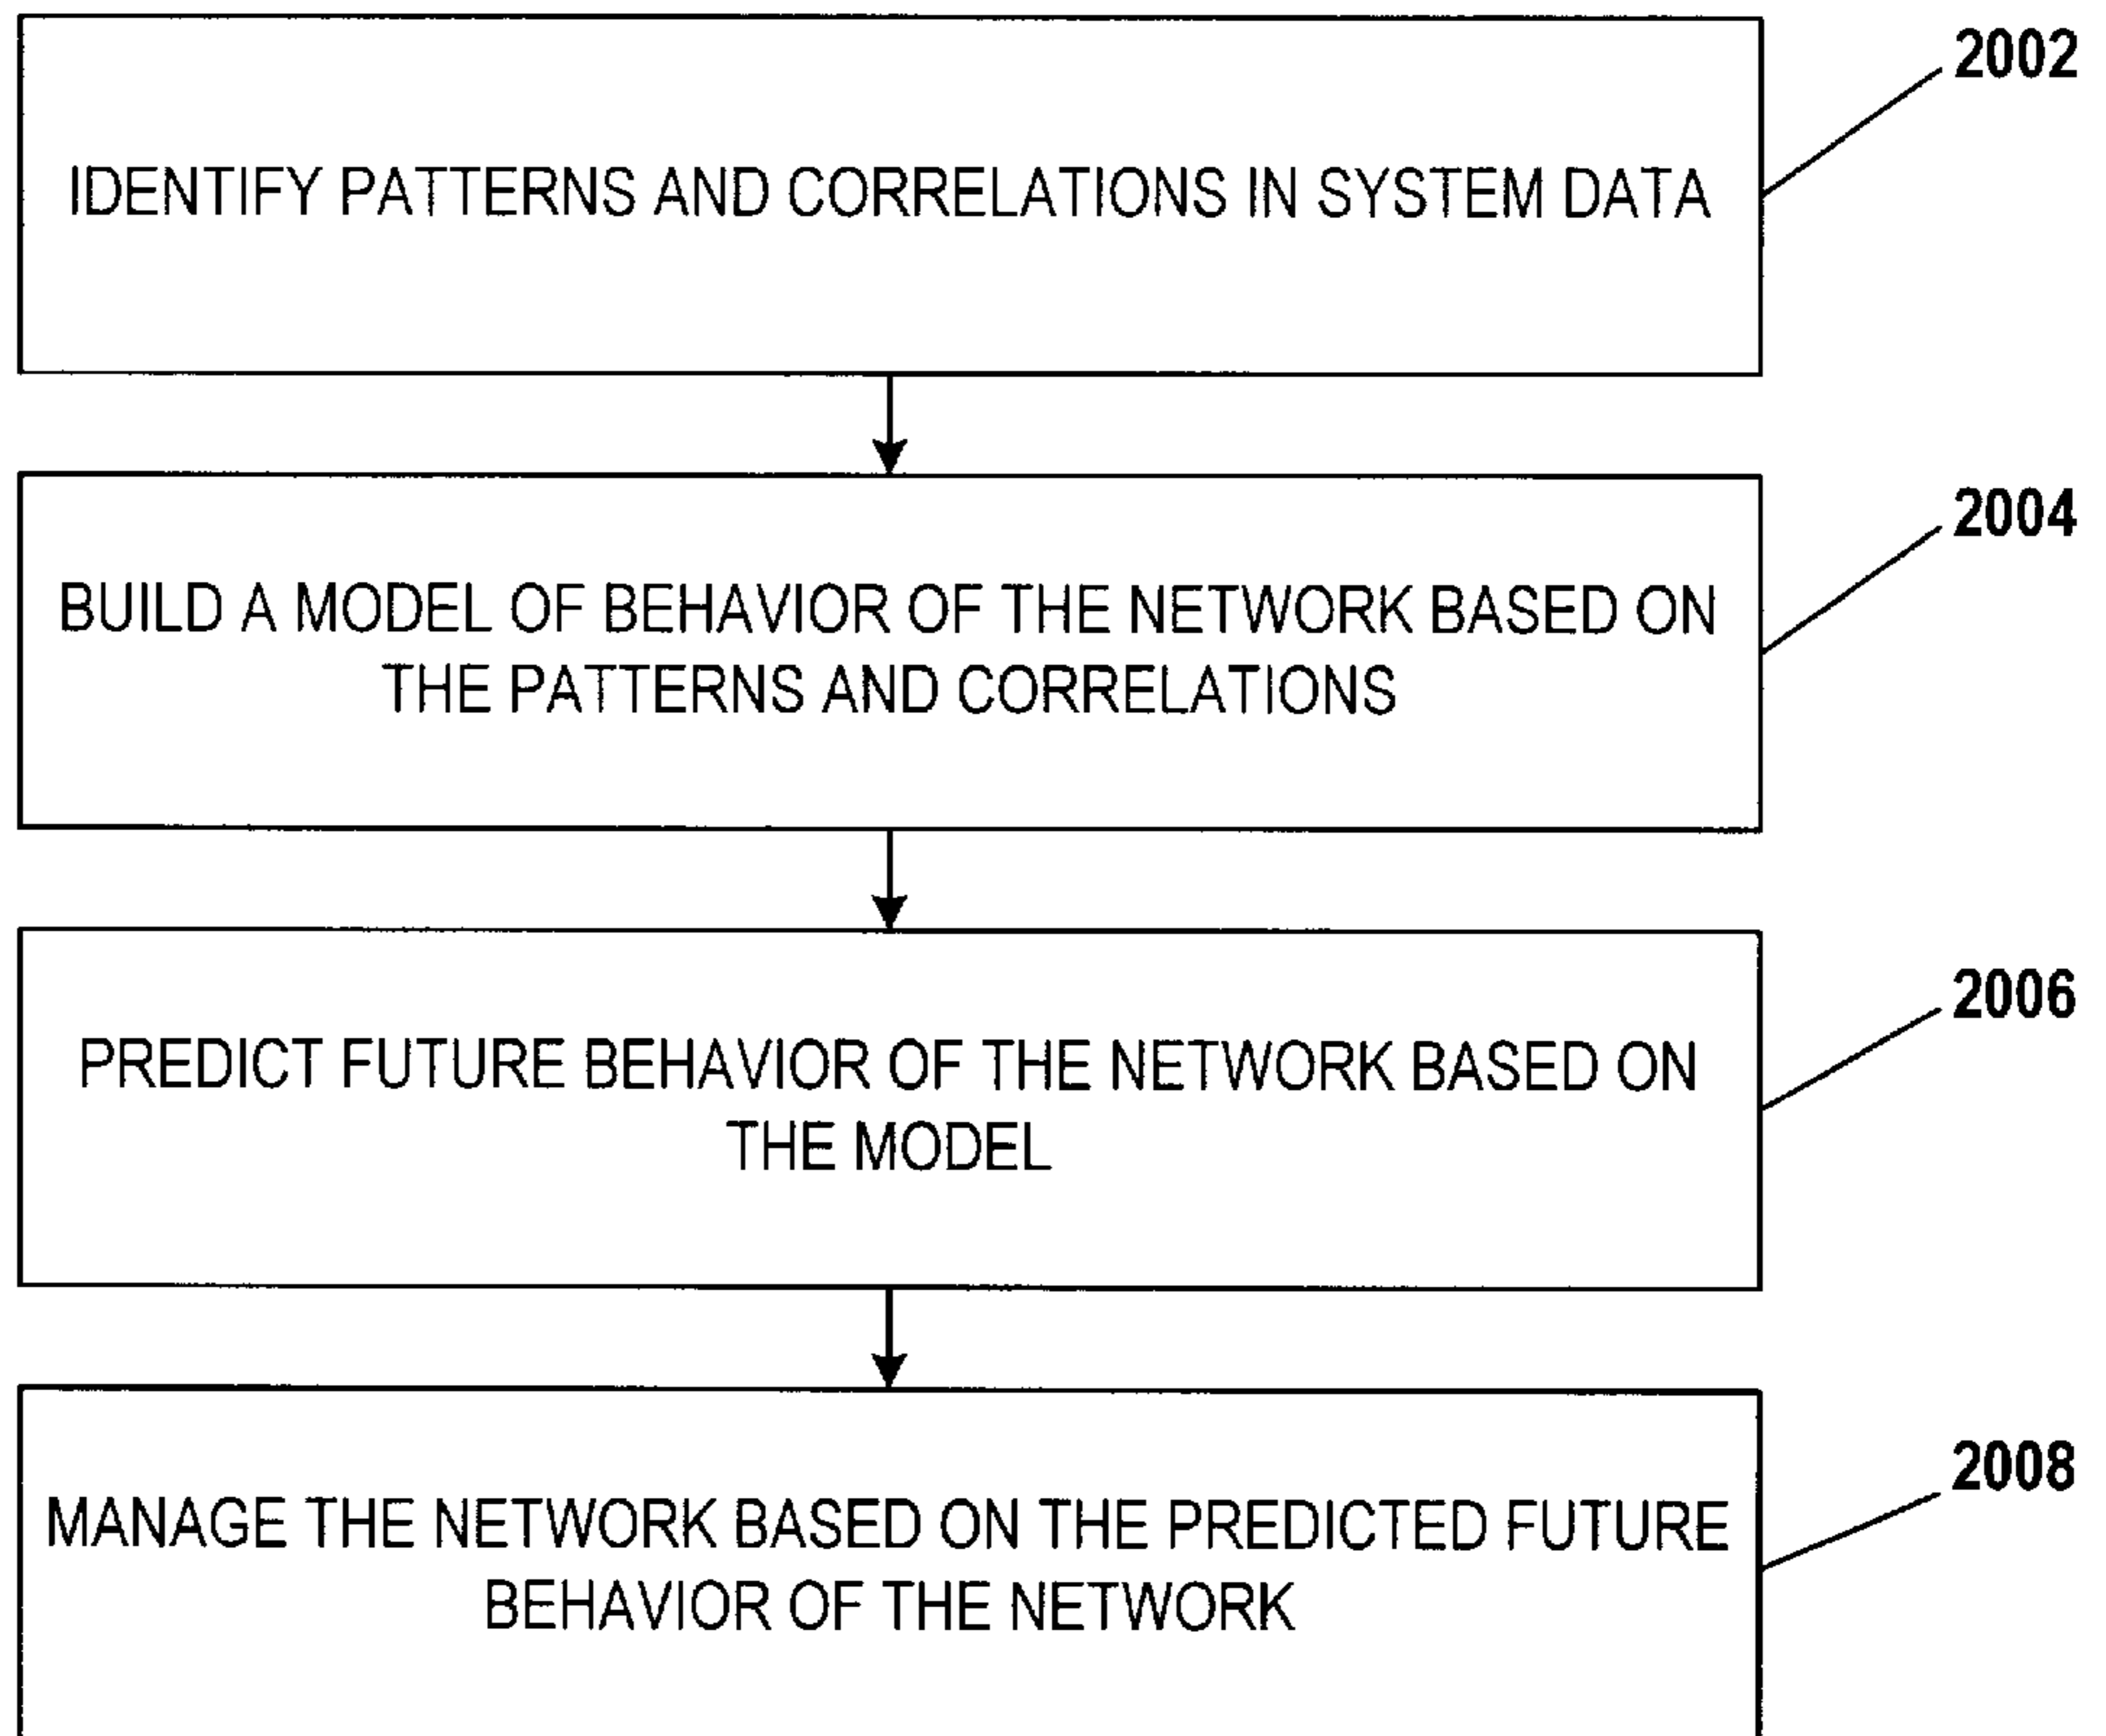 2002
IDENTIFY PATTERNS AND CORRELATIONS IN SYSTEM DATA
2004
BUILD A MODEL OF BEHAVIOR OF THE NETWORK BASED ON
THE PATTERNS AND CORRELATIONS
2006
PREDICT FUTURE BEHAVIOR OF THE NETWORK BASED ON
THE MODEL
2008
MANAGE THE NETWORK BASED ON THE PREDICTED FUTURE
BEHAVIOR OF THE NETWORK